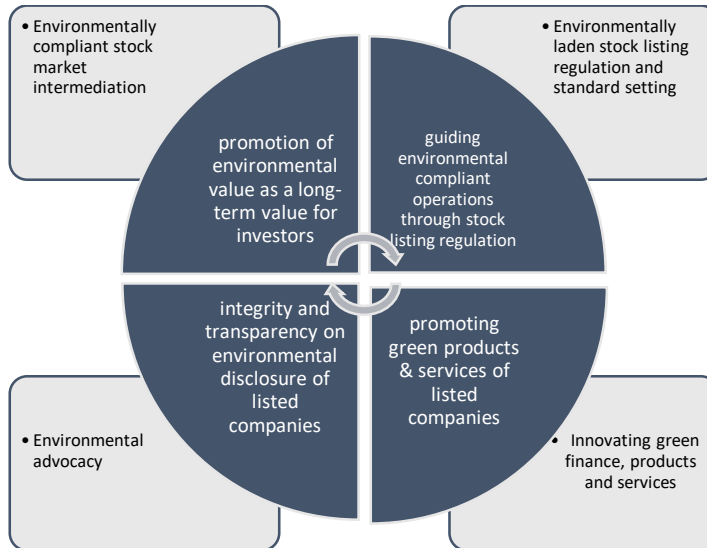 • Environmentally
compliant stock
market
intermediation
• Environmentally
laden stock listing
regulation and
standard setting
promotion of
environmental
value as a long-
term value for
investors
guiding
environmental
compliant
operations
through stock
listing regulation
integrity and
transparency on
environmental
disclosure of
listed
companies
promoting
green products
& services of
listed
companies
• Environmental
advocacy
• Innovating green
finance, products
and services